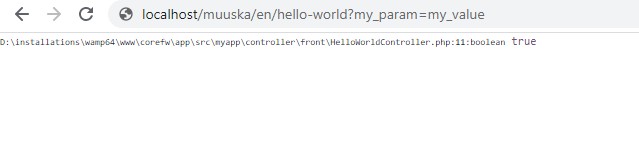 localhost/muuska/en/hello-world?my_param=my_value
D:\installations\wamp64\www\corefw\app\src\myapp\controller\front\HelloWorldController.php:11:boolean true